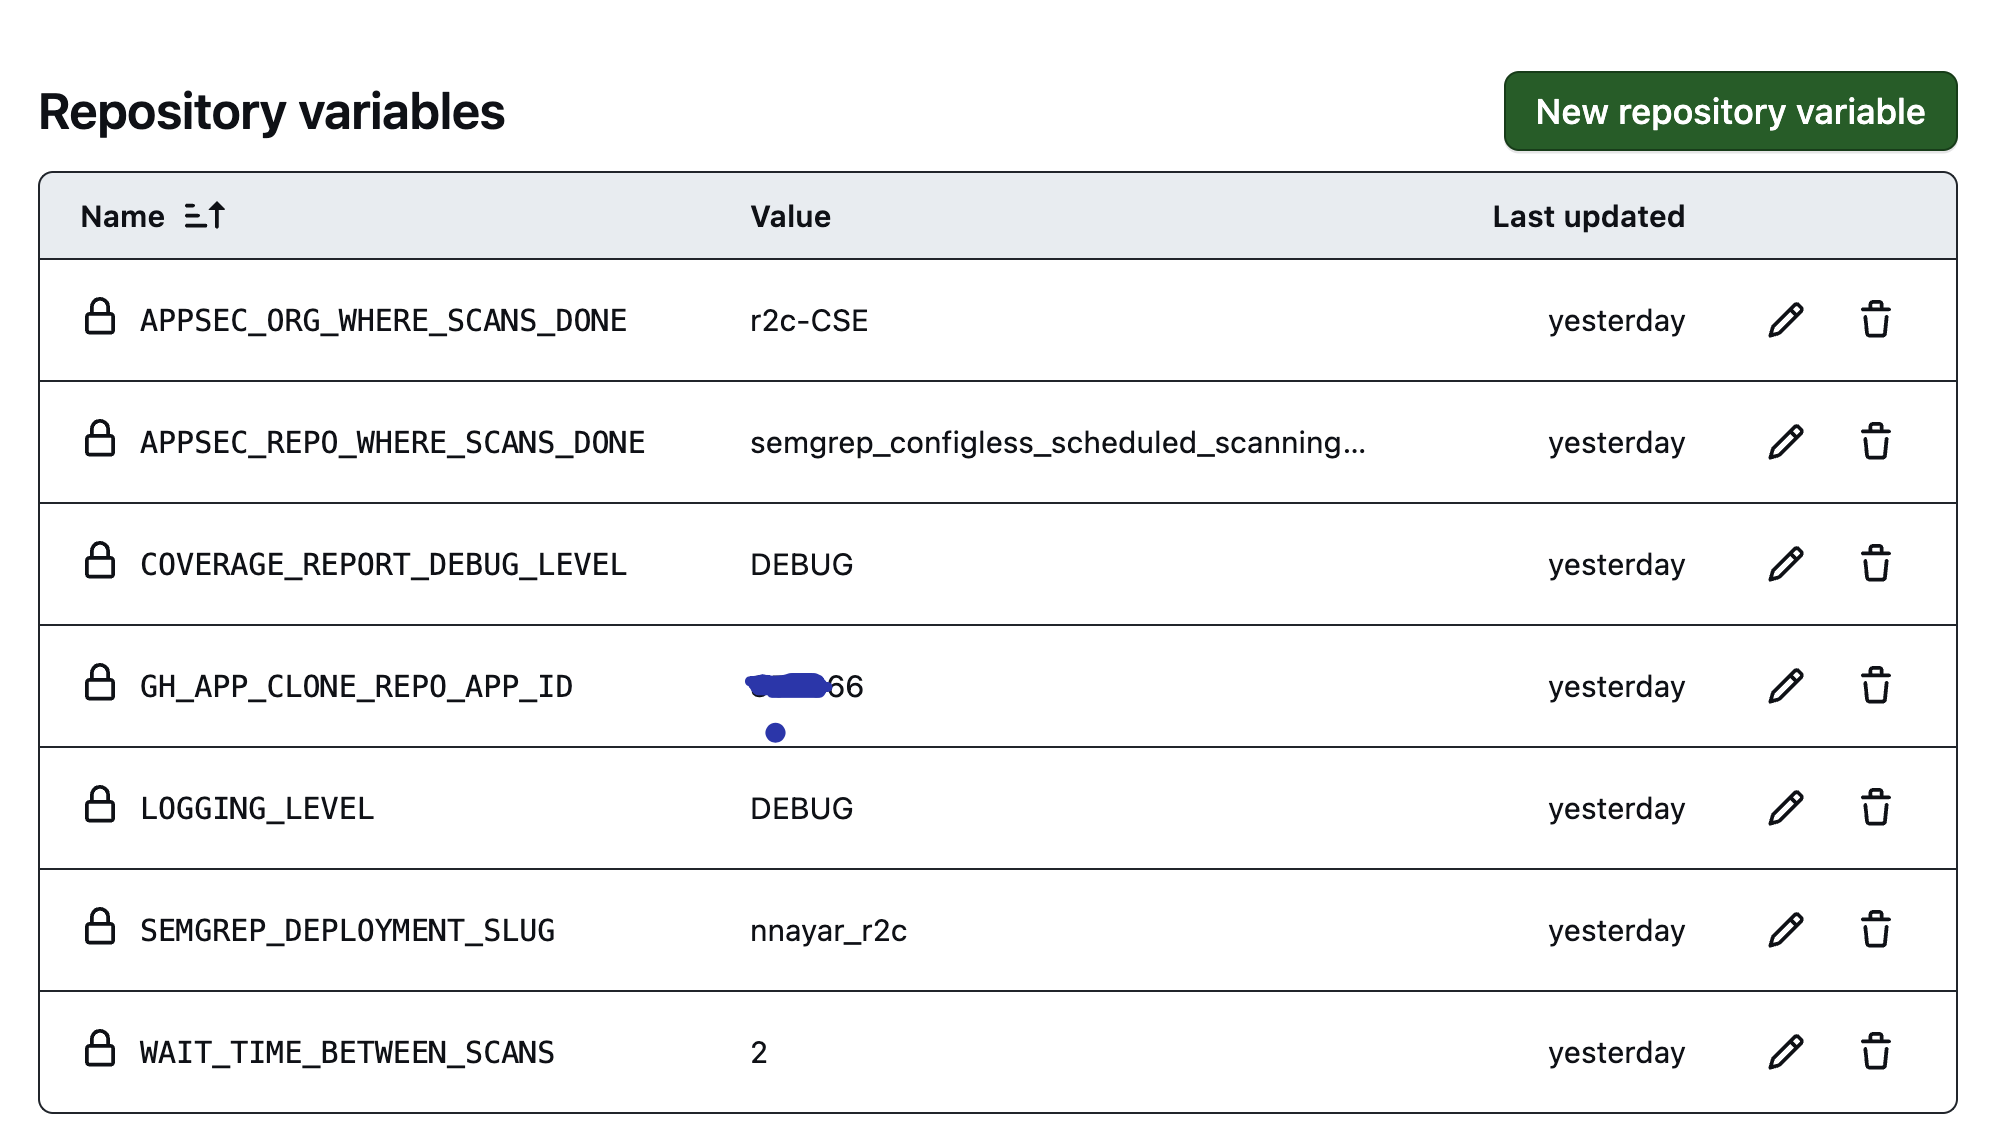 Repository variables
New repository variable
Name Value Last updated
APPSEC_ORG_WHERE_SCANS_DONE r2c-CSE yesterday
APPSEC_REPO_WHERE_SCANS_DONE semgrep_configless_scheduled_scanning... yesterday
COVERAGE_REPORT_DEBUG_LEVEL DEBUG yesterday
GH_APP_CLONE_REPO_APP_ID 66 yesterday
LOGGING_LEVEL DEBUG yesterday
SEMGREP_DEPLOYMENT_SLUG nnayar_r2c yesterday
WAIT_TIME_BETWEEN_SCANS 2 yesterday